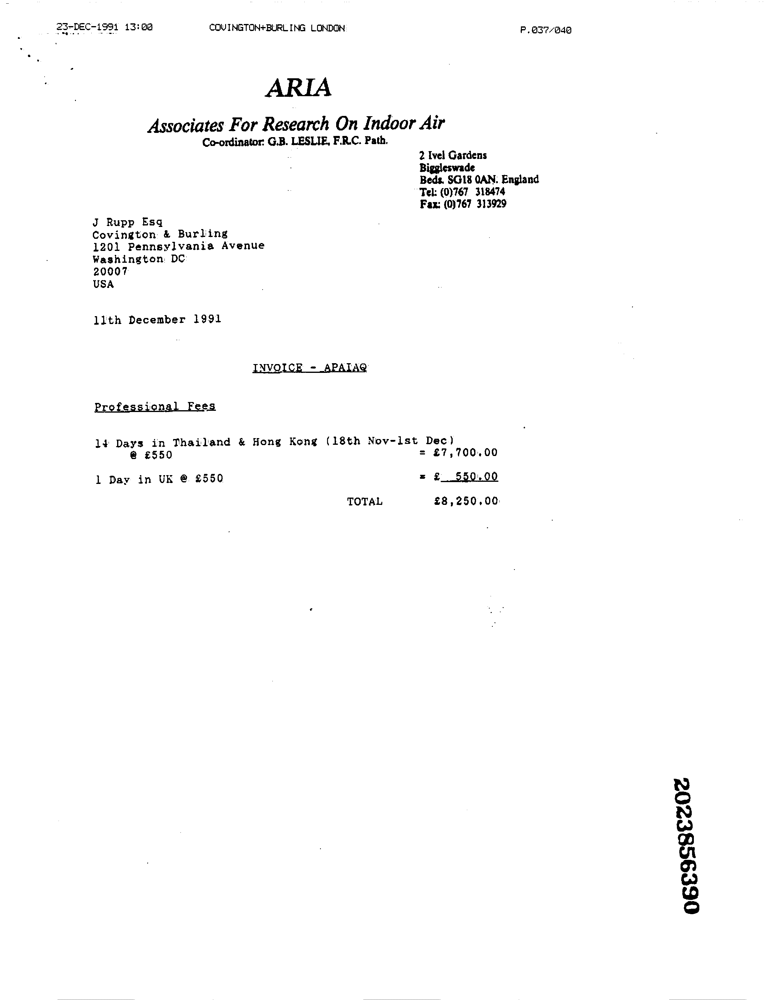 23-DEC-1991 13:00 COVINGTON+BURLING LONDON P.037/040
ARIA
Associates For Research On Indoor Air
Co-ordinator: G.B. LESLIE, F.R.C. Path.
2 Ivel Gardens
Biggleswade
Beds. SG18 0AN. England
Tel: (0)767 318474
Fax: (0)767 313929
J Rupp Esq
Covington & Burling
1201 Pennsylvania Avenue
Washington DC
20007
USA
11th December 1991
INVOICE - APAIAQ
Professional Fees
14 Days in Thailand & Hong Kong (18th Nov-1st Dec)
@ £550 = £7,700.00
1 Day in UK @ £550 = £ 550.00
TOTAL £8,250.00
2023856390